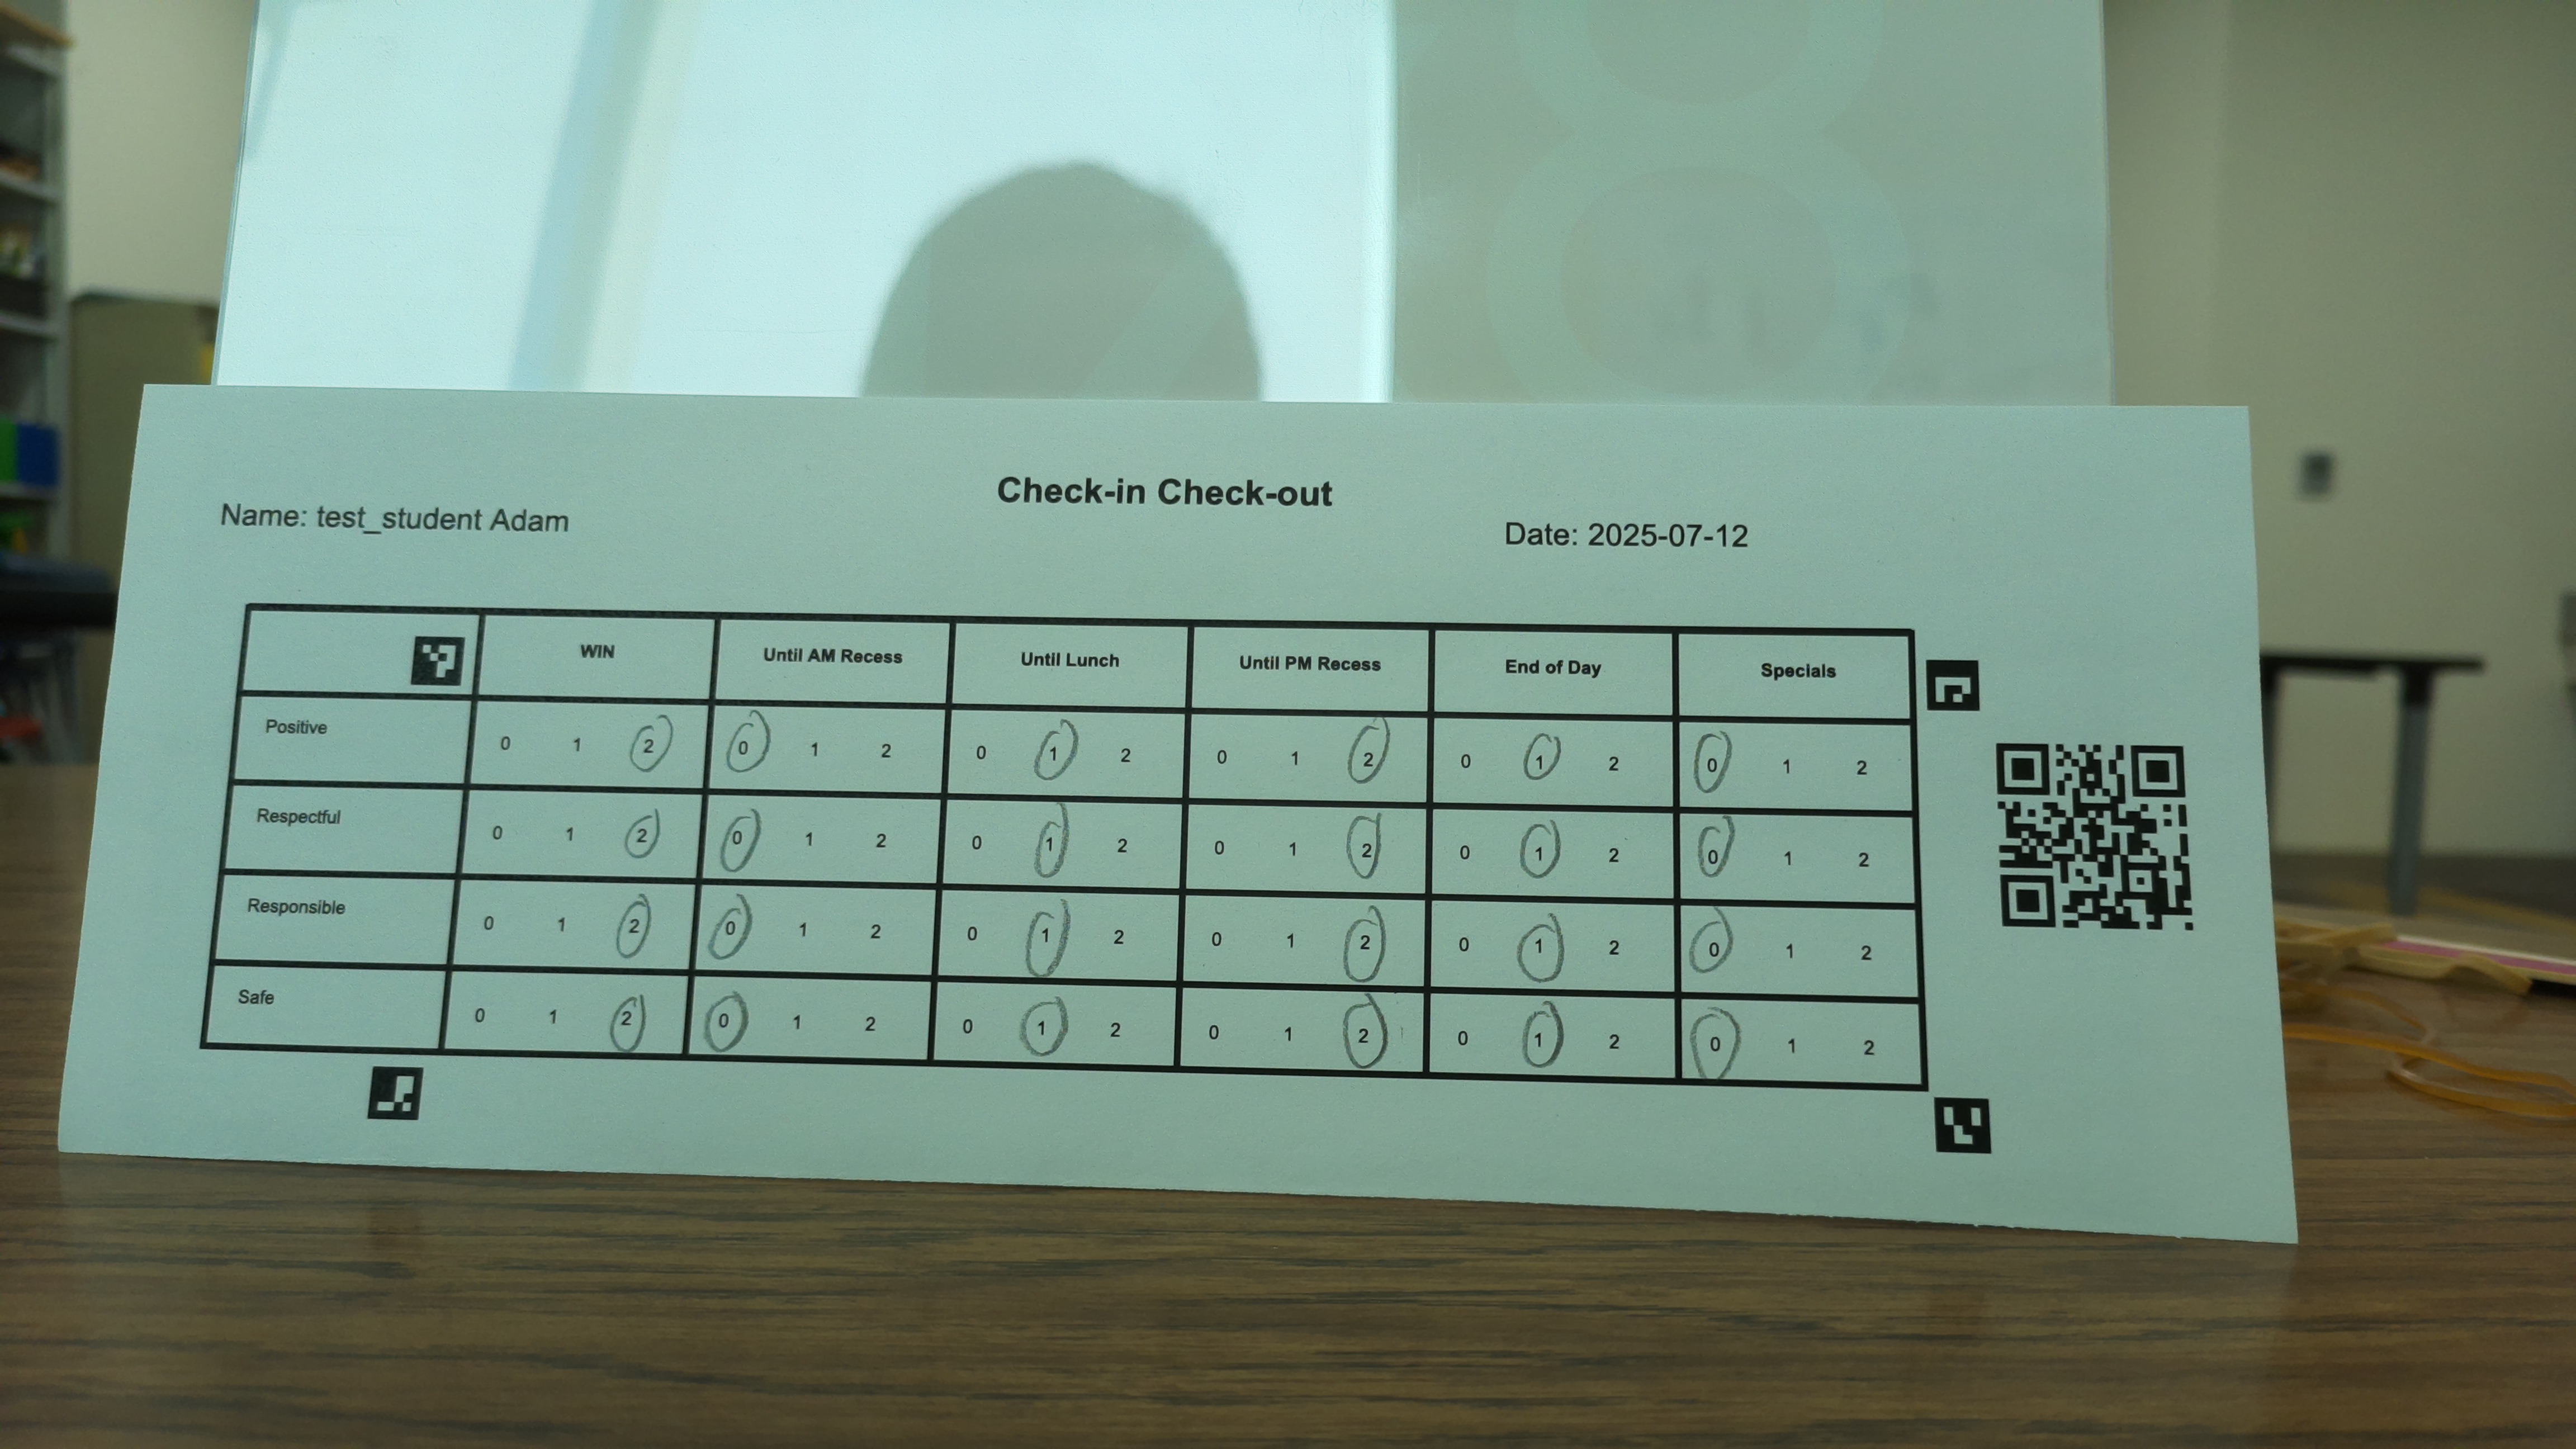 Check-in Check-out
Name: test_student Adam
Date: 2025-07-12
WIN Until AM Recess Until Lunch Until PM Recess End of Day Specials
Positive 0 1 2 0 1 2 0 1 2 0 1 2 0 1 2 0 1 2
Respectful 0 1 2 0 1 2 0 1 2 0 1 2 0 1 2 0 1 2
Responsible 0 1 2 0 1 2 0 1 2 0 1 2 0 1 2 0 1 2
Safe 0 1 2 0 1 2 0 1 2 0 1 2 0 1 2 0 1 2